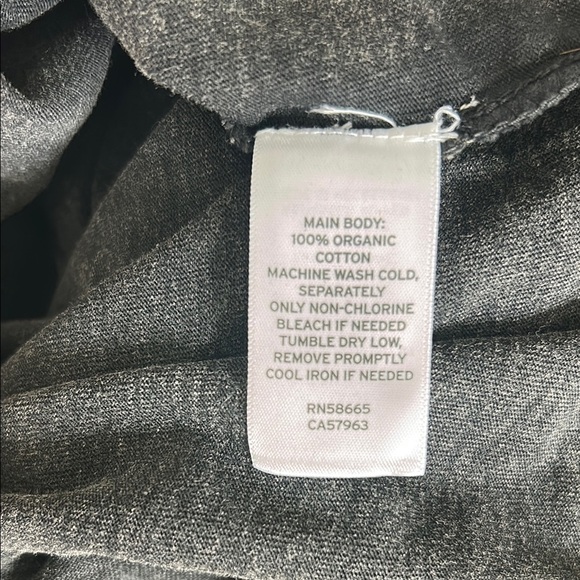 MAIN BODY:
100% ORGANIC
COTTON
MACHINE WASH COLD,
SEPARATELY
ONLY NON-CHLORINE
BLEACH IF NEEDED
TUMBLE DRY LOW,
REMOVE PROMPTLY
COOL IRON IF NEEDED
RN58665
CA57963